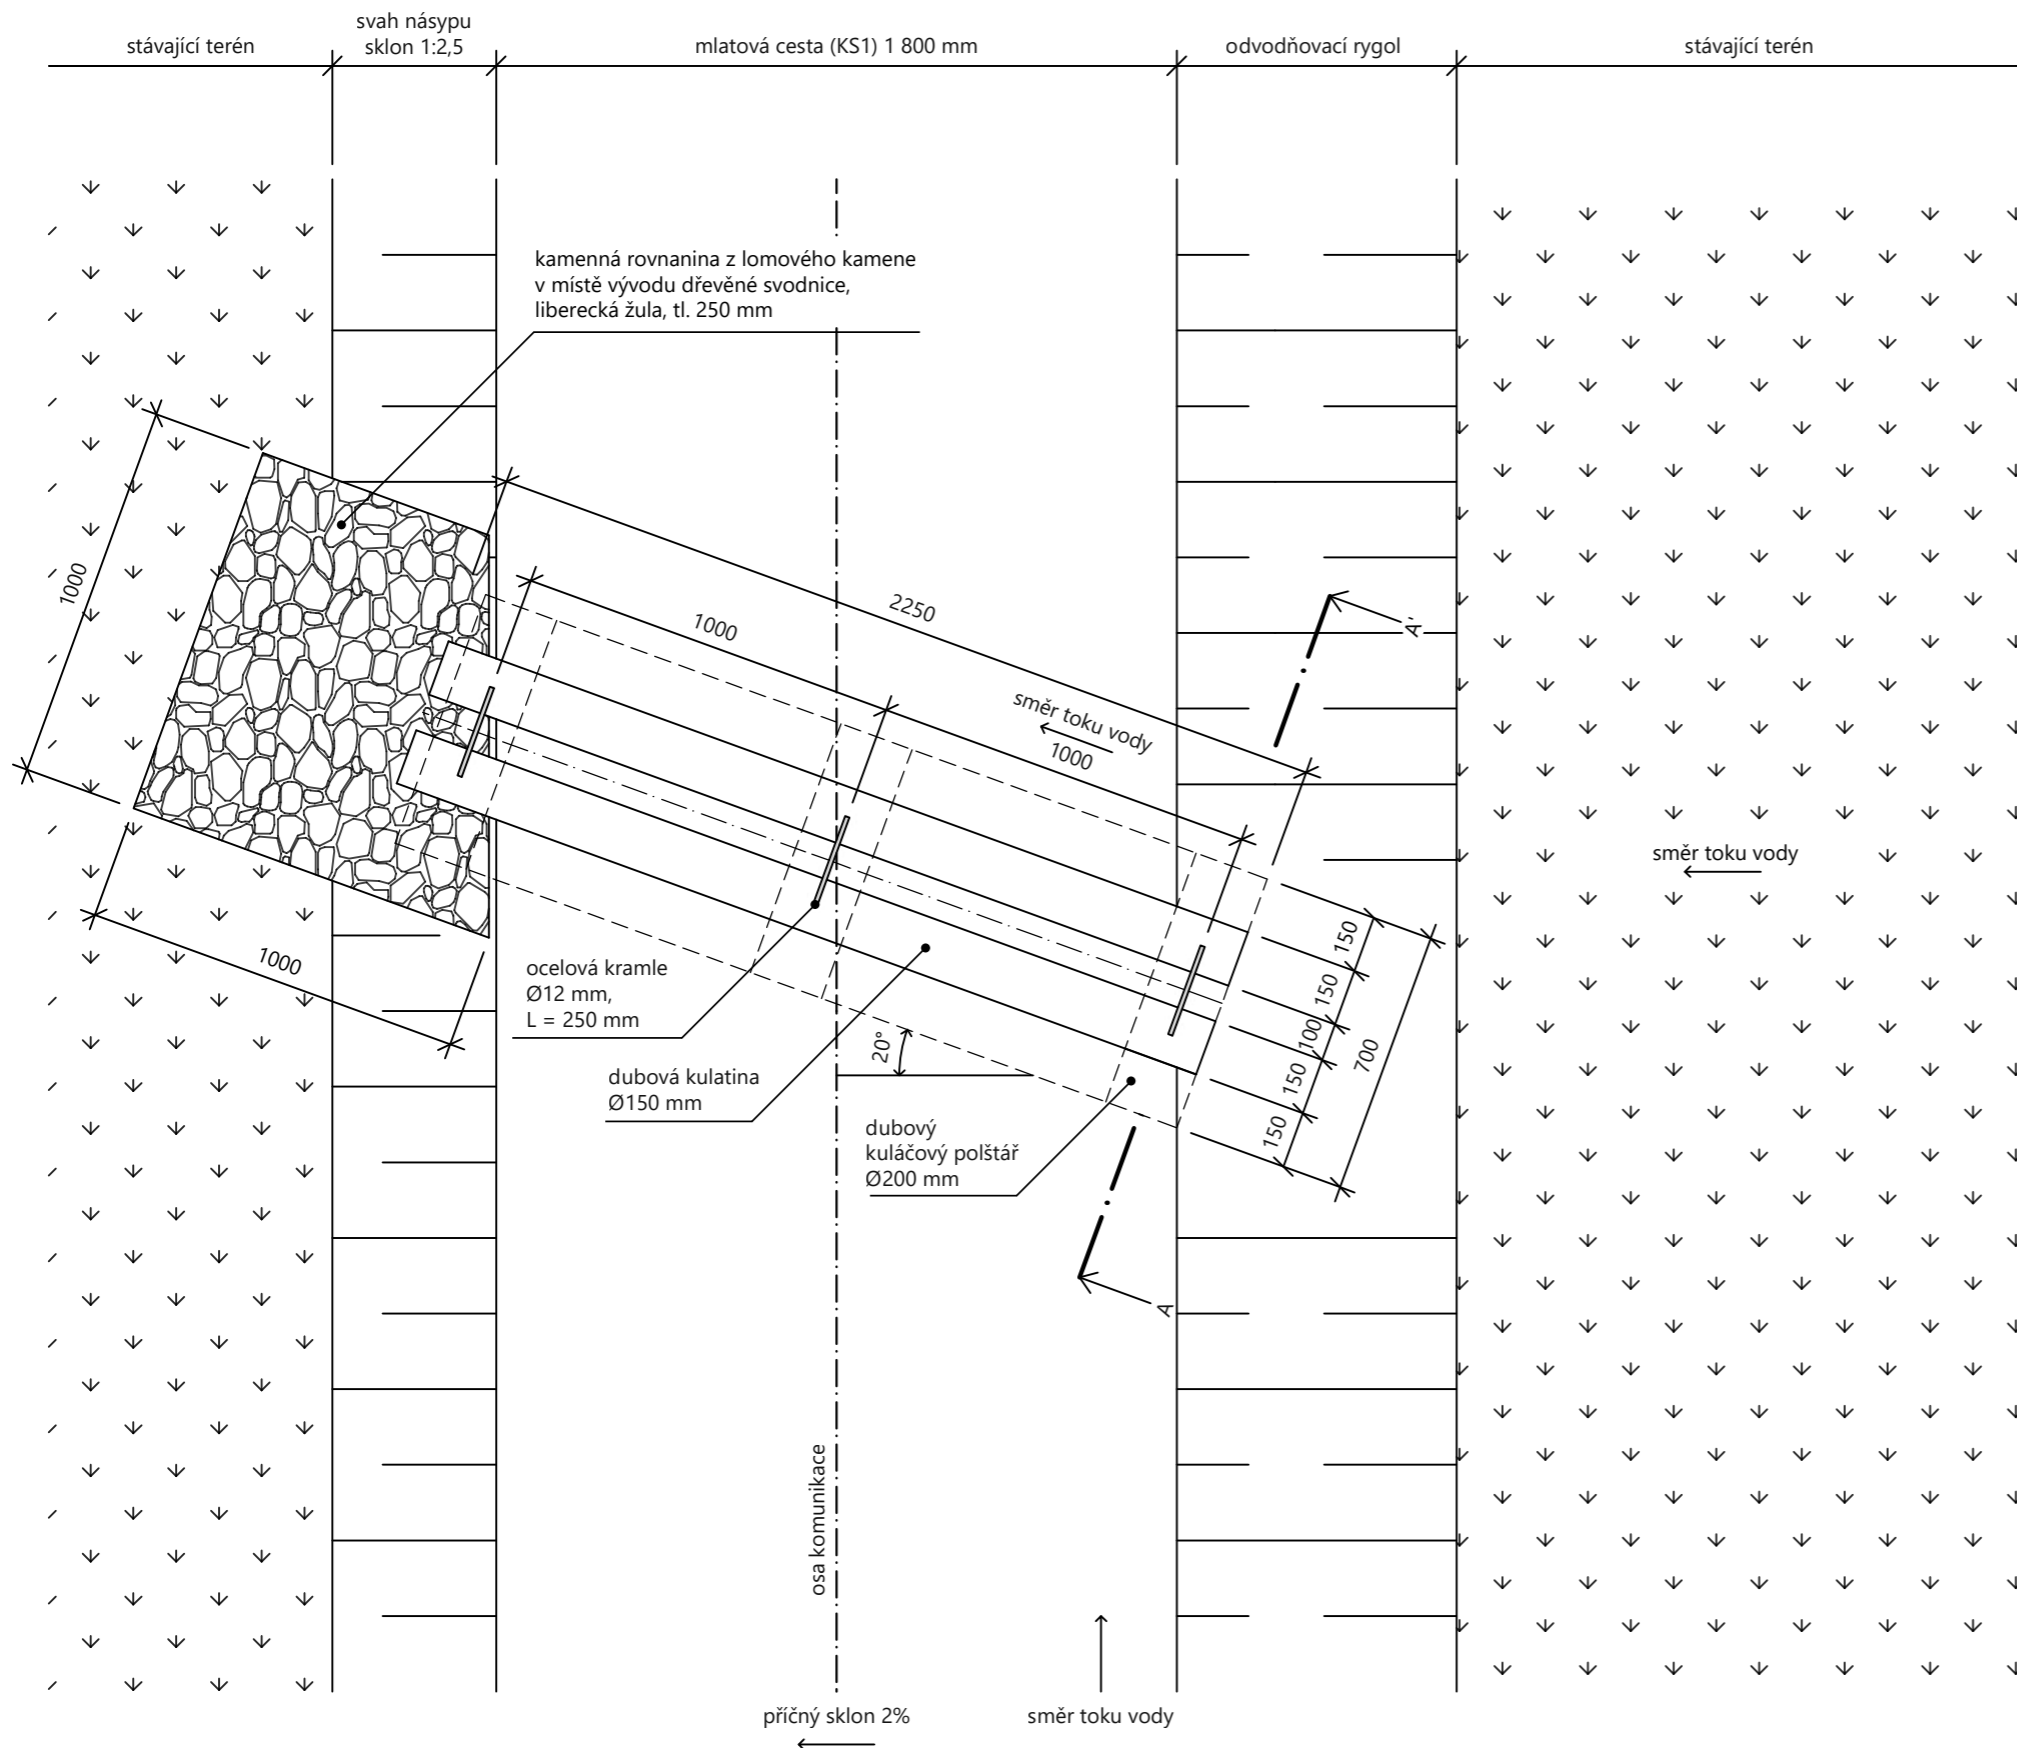 stávající terén
svah násypu
sklon 1:2,5
mlatová cesta (KS1) 1 800 mm
odvodňovací rygol
stávající terén
kamenná rovnanina z lomového kamene
v místě vývodu dřevěné svodnice,
liberecká žula, tl. 250 mm
1000
2250
1000
A
směr toku vody
1000
směr toku vody
1000
150
150
100
150
150
700
ocelová kramle
Ø12 mm,
L = 250 mm
20°
dubová kulatina
Ø150 mm
dubový
kuláčový polštář
Ø200 mm
A
osa komunikace
příčný sklon 2%
směr toku vody